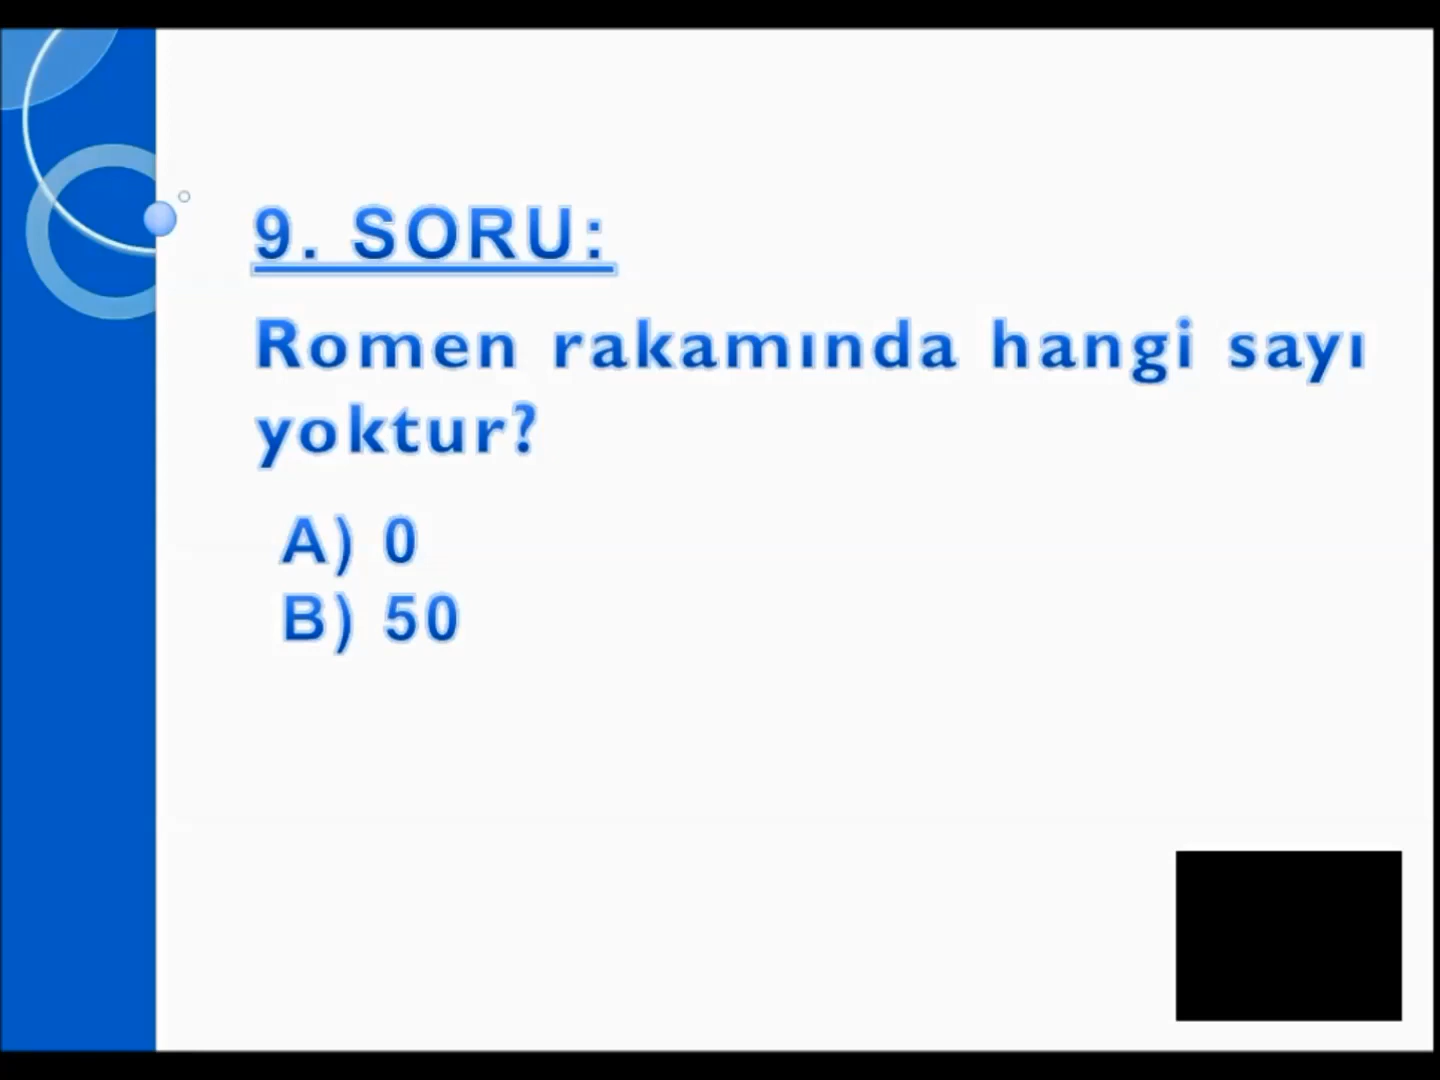 9. SORU:
Romen rakamında hangi sayı
yoktur?
A) 0
B) 50